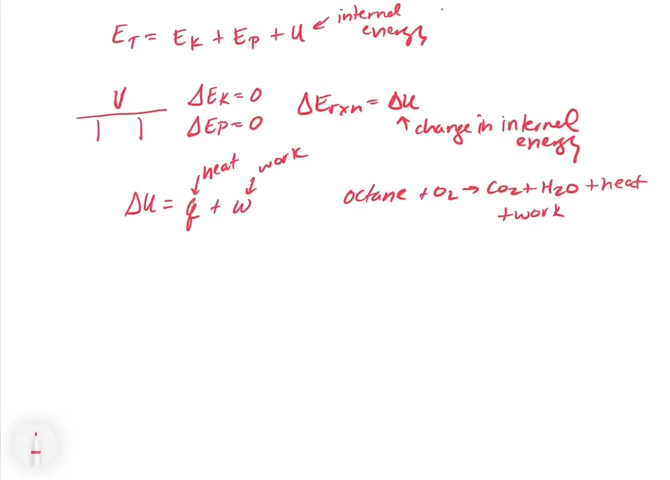 E_T = E_K + E_P + U ← internal energy
ΔE_K = 0
ΔE_P = 0
ΔE_rxn = ΔU
↑ change in internal energy
heat work
ΔU = q + w
octane + O2 → CO2 + H2O + heat
+ work